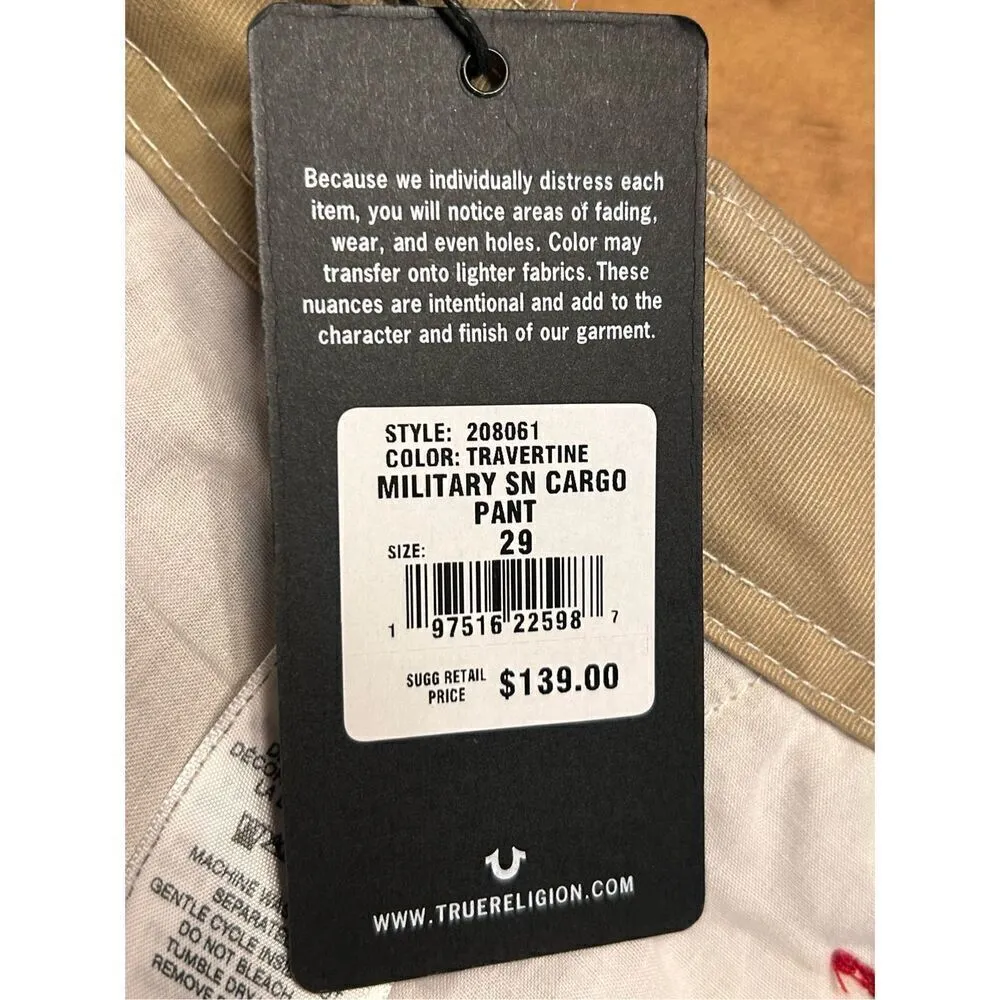 Because we individually distress each
item, you will notice areas of fading,
wear, and even holes. Color may
transfer onto lighter fabrics. These
nuances are intentional and add to the
character and finish of our garment.
STYLE: 208061
COLOR: TRAVERTINE
MILITARY SN CARGO
PANT
SIZE: 29
1 97516 22598 7
SUGG RETAIL
PRICE $139.00
WWW.TRUERELIGION.COM
MACHINE
SEPARATE
GENTLE CYCLE
DO NOT BLEACH
TUMBLE DRY
REMOVE